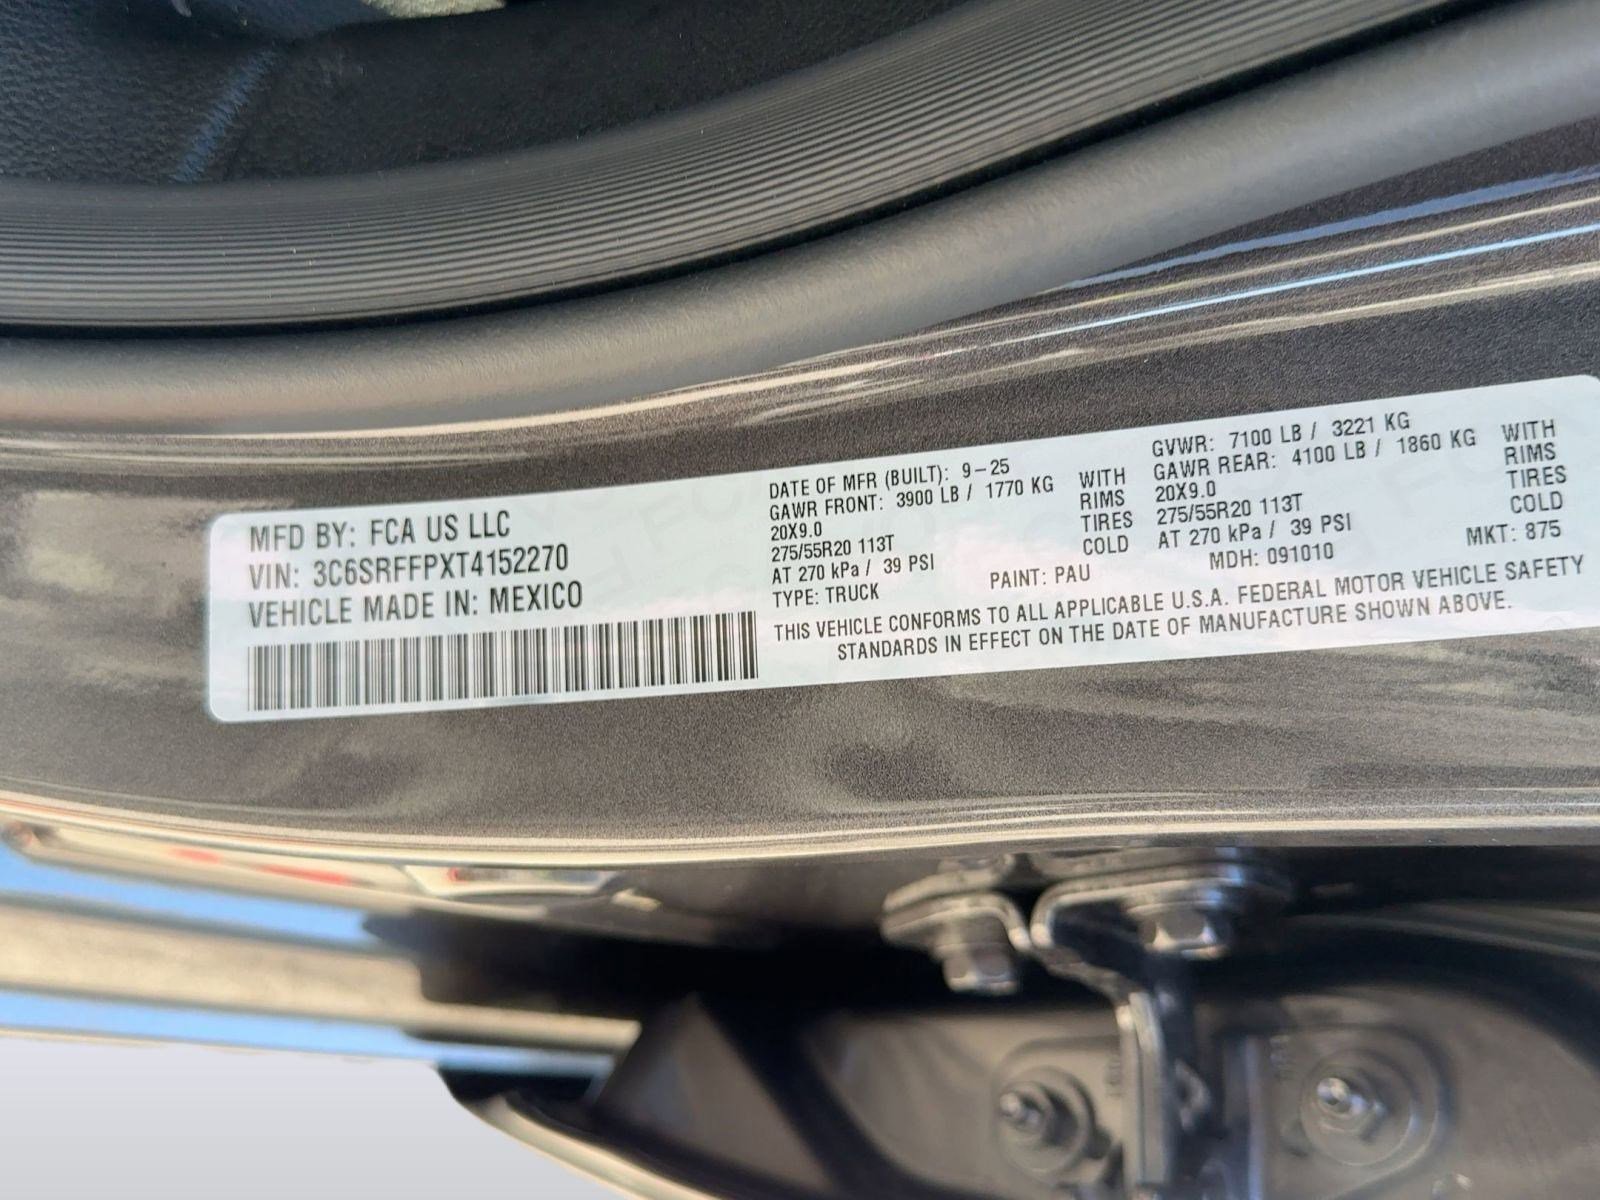 MFD BY: FCA US LLC
VIN: 3C6SRFFPXT4152270
VEHICLE MADE IN: MEXICO
DATE OF MFR (BUILT): 9-25
GAWR FRONT: 3900 LB / 1770 KG WITH
20X9.0 RIMS
275/55R20 113T TIRES
AT 270 kPa / 39 PSI COLD
TYPE: TRUCK PAINT: PAU
GVWR: 7100 LB / 3221 KG
GAWR REAR: 4100 LB / 1860 KG WITH
20X9.0 RIMS
275/55R20 113T TIRES
AT 270 kPa / 39 PSI COLD
MDH: 091010 MKT: 875
THIS VEHICLE CONFORMS TO ALL APPLICABLE U.S.A. FEDERAL MOTOR VEHICLE SAFETY
STANDARDS IN EFFECT ON THE DATE OF MANUFACTURE SHOWN ABOVE.